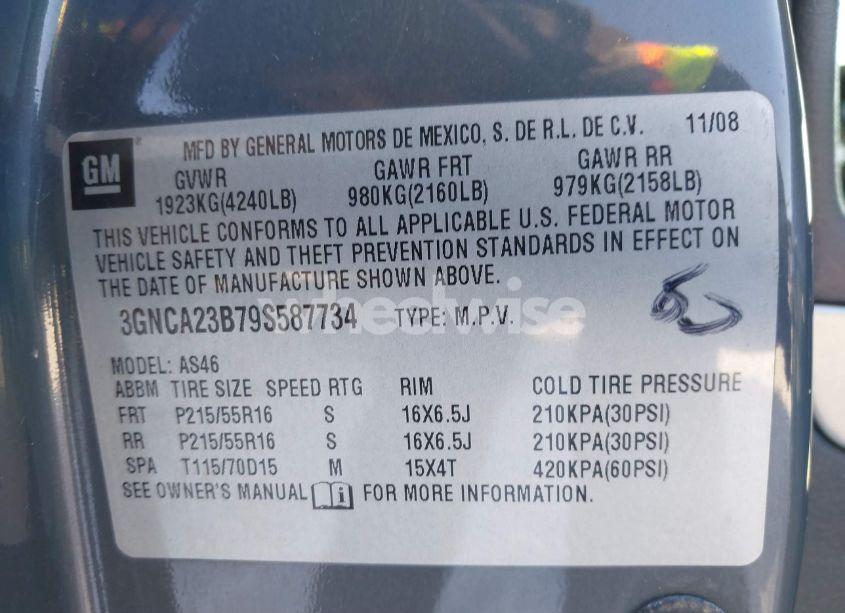 GM
MFD BY GENERAL MOTORS DE MEXICO, S. DE R.L. DE C.V. 11/08
GVWR GAWR FRT GAWR RR
1923KG(4240LB) 980KG(2160LB) 979KG(2158LB)
THIS VEHICLE CONFORMS TO ALL APPLICABLE U.S. FEDERAL MOTOR
VEHICLE SAFETY AND THEFT PREVENTION STANDARDS IN EFFECT ON
THE DATE OF MANUFACTURE SHOWN ABOVE.
wheelwise
3GNCA23B79S587734 TYPE: M.P.V.
MODEL: AS46
ABBM TIRE SIZE SPEED RTG RIM COLD TIRE PRESSURE
FRT P215/55R16 S 16X6.5J 210KPA(30PSI)
RR P215/55R16 S 16X6.5J 210KPA(30PSI)
SPA T115/70D15 M 15X4T 420KPA(60PSI)
SEE OWNER'S MANUAL i FOR MORE INFORMATION.